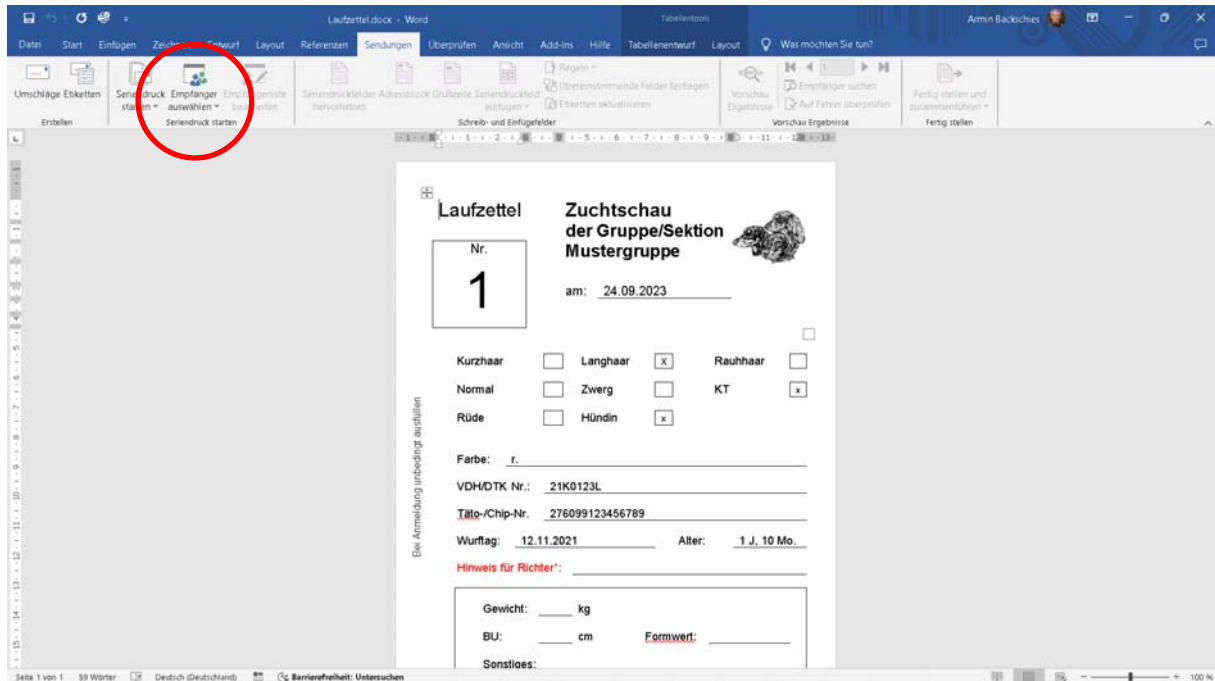 Laufzettel.docx - Word
Tabellentools
Armin Backschies
Datei Start Einfügen Zeichnen Entwurf Layout Referenzen Sendungen Überprüfen Ansicht Add-Ins Hilfe Tabellenentwurf Layout Was möchten Sie tun?
Umschläge Etiketten
Seriendruck starten
Empfänger auswählen
Empfängerliste bearbeiten
Seriendruckfelder hervorheben
Adressblock Grußzeile
Seriendruckfeld einfügen
Regeln
Übereinstimmende Felder festlegen
Etiketten aktualisieren
Vorschau Ergebnisse
1
Empfänger suchen
Auf Fehler überprüfen
Fertig stellen und zusammenführen
Erstellen Seriendruck starten Schreib- und Einfügefelder Vorschau Ergebnisse Fertig stellen
Laufzettel
Zuchtschau
der Gruppe/Sektion
Mustergruppe
Nr.
1
am: 24.09.2023
Kurzhaar Langhaar X Rauhhaar
Normal Zwerg KT x
Rüde Hündin x
Bei Anmeldung unbedingt ausfüllen
Farbe: r.
VDH/DTK Nr.: 21K0123L
Täto-/Chip-Nr. 276099123456789
Wurftag: 12.11.2021 Alter: 1 J, 10 Mo.
Hinweis für Richter*:
Gewicht: kg
BU: cm Formwert:
Sonstiges:
Seite 1 von 1 59 Wörter Deutsch (Deutschland) Barrierefreiheit: Untersuchen 100 %